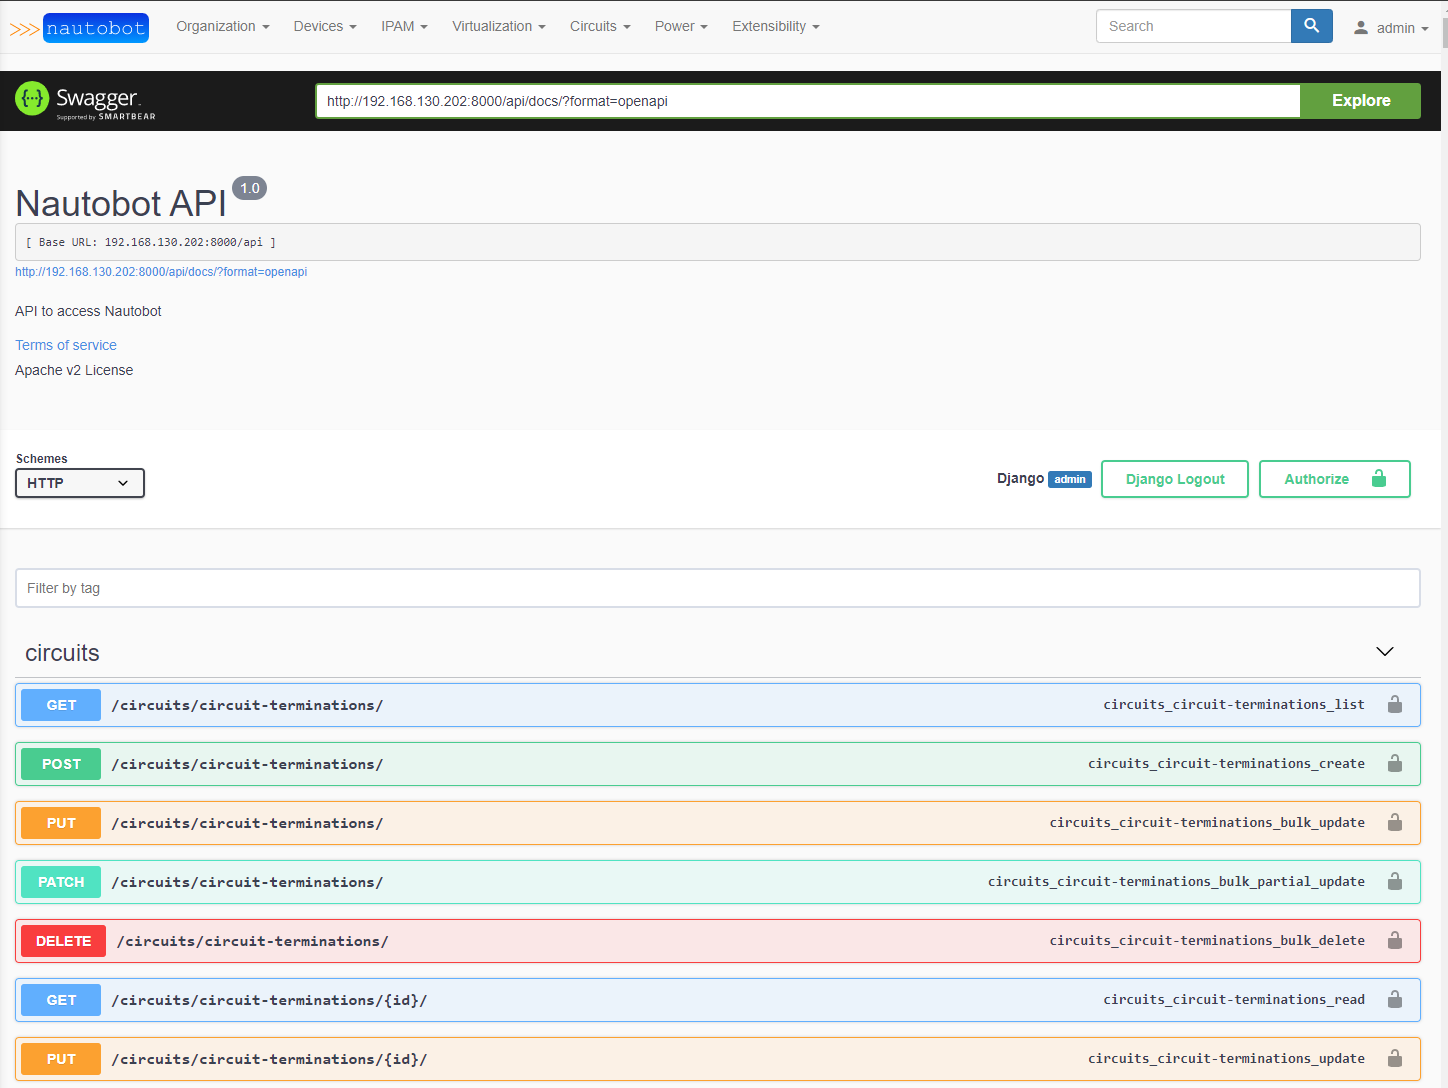 >>> nautobot Organization Devices IPAM Virtualization Circuits Power Extensibility Search admin
{···} Swagger. Supported by SMARTBEAR http://192.168.130.202:8000/api/docs/?format=openapi Explore
Nautobot API 1.0
[ Base URL: 192.168.130.202:8000/api ]
http://192.168.130.202:8000/api/docs/?format=openapi
API to access Nautobot
Terms of service
Apache v2 License
Schemes
HTTP Django admin Django Logout Authorize
Filter by tag
circuits
GET /circuits/circuit-terminations/ circuits_circuit-terminations_list
POST /circuits/circuit-terminations/ circuits_circuit-terminations_create
PUT /circuits/circuit-terminations/ circuits_circuit-terminations_bulk_update
PATCH /circuits/circuit-terminations/ circuits_circuit-terminations_bulk_partial_update
DELETE /circuits/circuit-terminations/ circuits_circuit-terminations_bulk_delete
GET /circuits/circuit-terminations/{id}/ circuits_circuit-terminations_read
PUT /circuits/circuit-terminations/{id}/ circuits_circuit-terminations_update